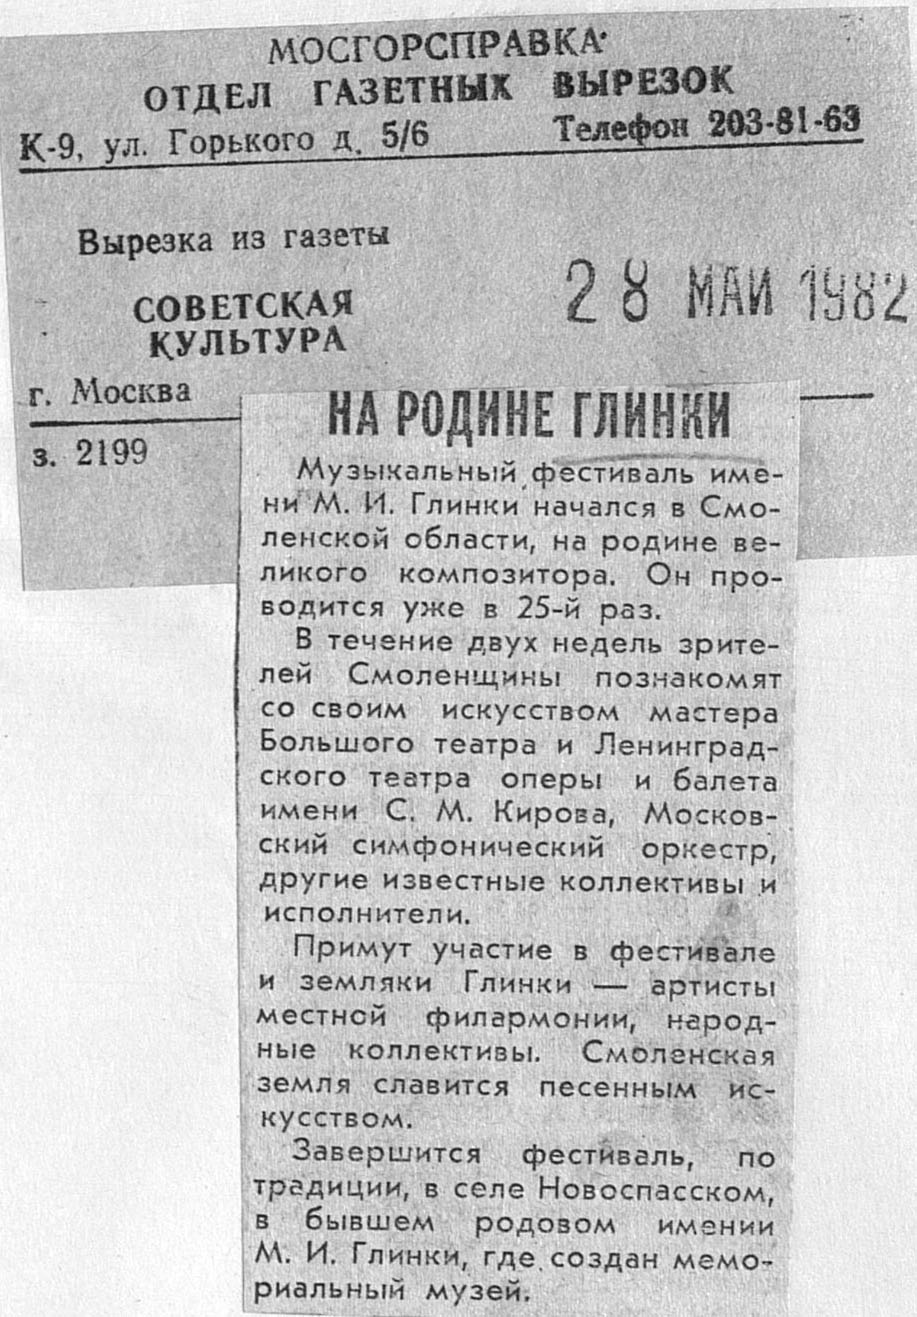 МОСГОРСПРАВКА
ОТДЕЛ ГАЗЕТНЫХ ВЫРЕЗОК
К-9, ул. Горького д. 5/6 Телефон 203-81-63
Вырезка из газеты
СОВЕТСКАЯ
КУЛЬТУРА
28 МАЙ 1982
г. Москва
з. 2199
НА РОДИНЕ ГЛИНКИ
Музыкальный фестиваль име-
ни М. И. Глинки начался в Смо-
ленской области, на родине ве-
ликого композитора. Он про-
водится уже в 25-й раз.
В течение двух недель зрите-
лей Смоленщины познакомят
со своим искусством мастера
Большого театра и Ленинград-
ского театра оперы и балета
имени С. М. Кирова, Москов-
ский симфонический оркестр,
другие известные коллективы и
исполнители.
Примут участие в фестивале
и земляки Глинки — артисты
местной филармонии, народ-
ные коллективы. Смоленская
земля славится песенным ис-
кусством.
Завершится фестиваль, по
традиции, в селе Новоспасском,
в бывшем родовом имении
М. И. Глинки, где создан мемо-
риальный музей.